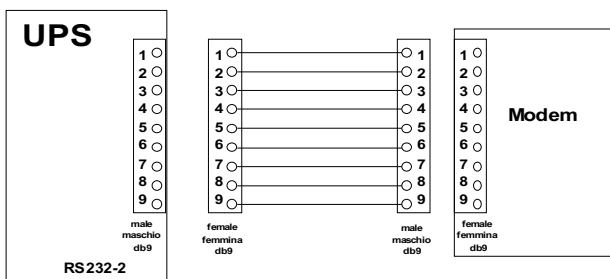 UPS
1 1 1 1
2 2 2 2
3 3 3 3
4 4 4 4
5 5 5 5
6 6 6 6
7 7 7 7
8 8 8 8
9 9 9 9
Modem
male
maschio
db9
female
femmina
db9
male
maschio
db9
female
femmina
db9
RS232-2